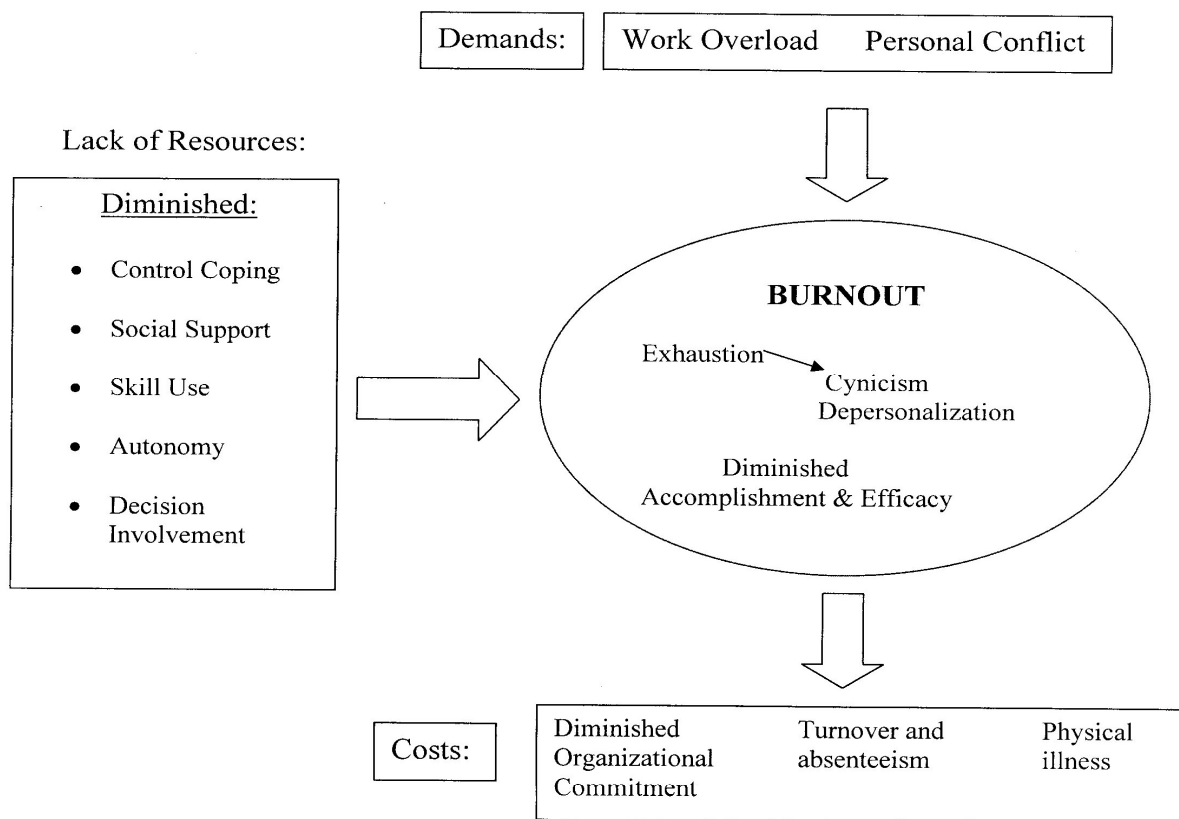 Demands:
Work Overload Personal Conflict
Lack of Resources:
Diminished:
• Control Coping
• Social Support
• Skill Use
• Autonomy
• Decision
Involvement
BURNOUT
Exhaustion
Cynicism
Depersonalization
Diminished
Accomplishment & Efficacy
Costs:
Diminished
Organizational
Commitment
Turnover and
absenteeism
Physical
illness